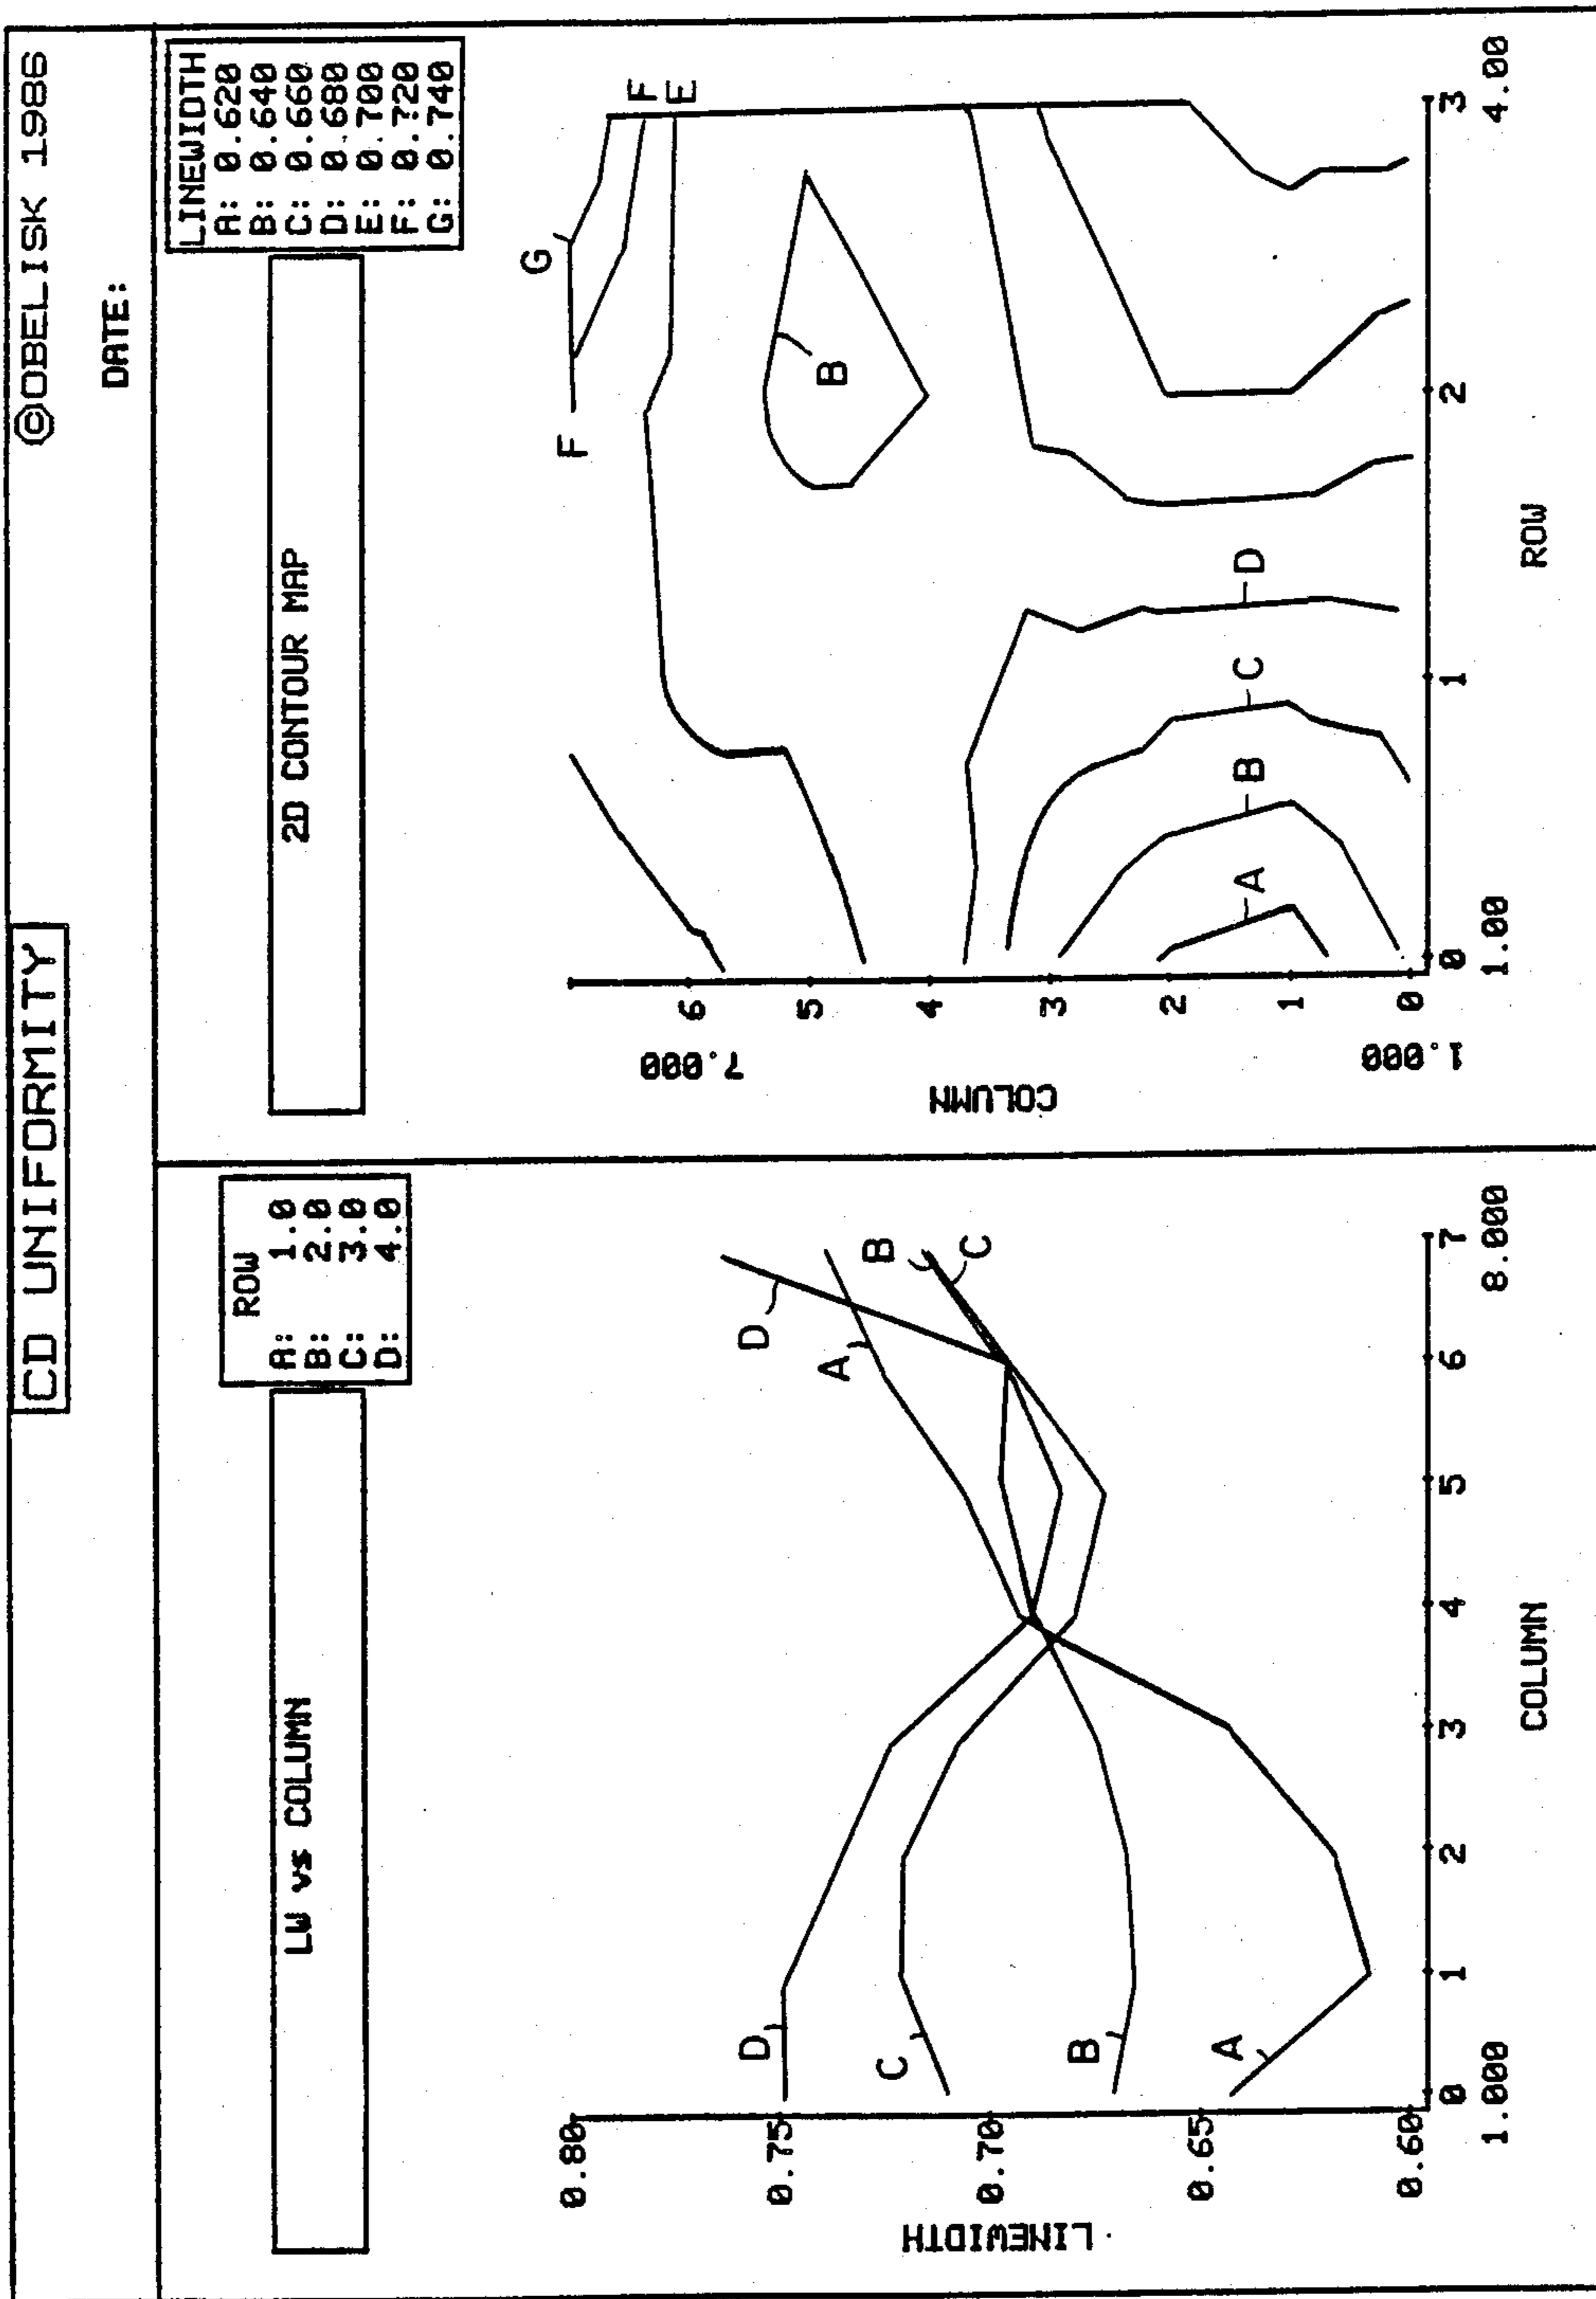 CD UNIFORMITY
©OBELISK 1986
DATE:
LW vs COLUMN
ROW
A: 1.0
B: 2.0
C: 3.0
D: 4.0
0.80
0.75
0.70
0.65
0.60
LINEWIDTH
D
C
B
A
D
A
B
C
0 1 2 3 4 5 6 7
1.000 8.000
COLUMN
2D CONTOUR MAP
LINEWIDTH
A: 0.620
B: 0.640
C: 0.660
D: 0.680
E: 0.700
F: 0.720
G: 0.740
7.000
6
5
4
3
2
1
0
1.000
COLUMN
F
G
F
E
B
A
B
C
D
0 1 2 3
1.00 4.00
ROW